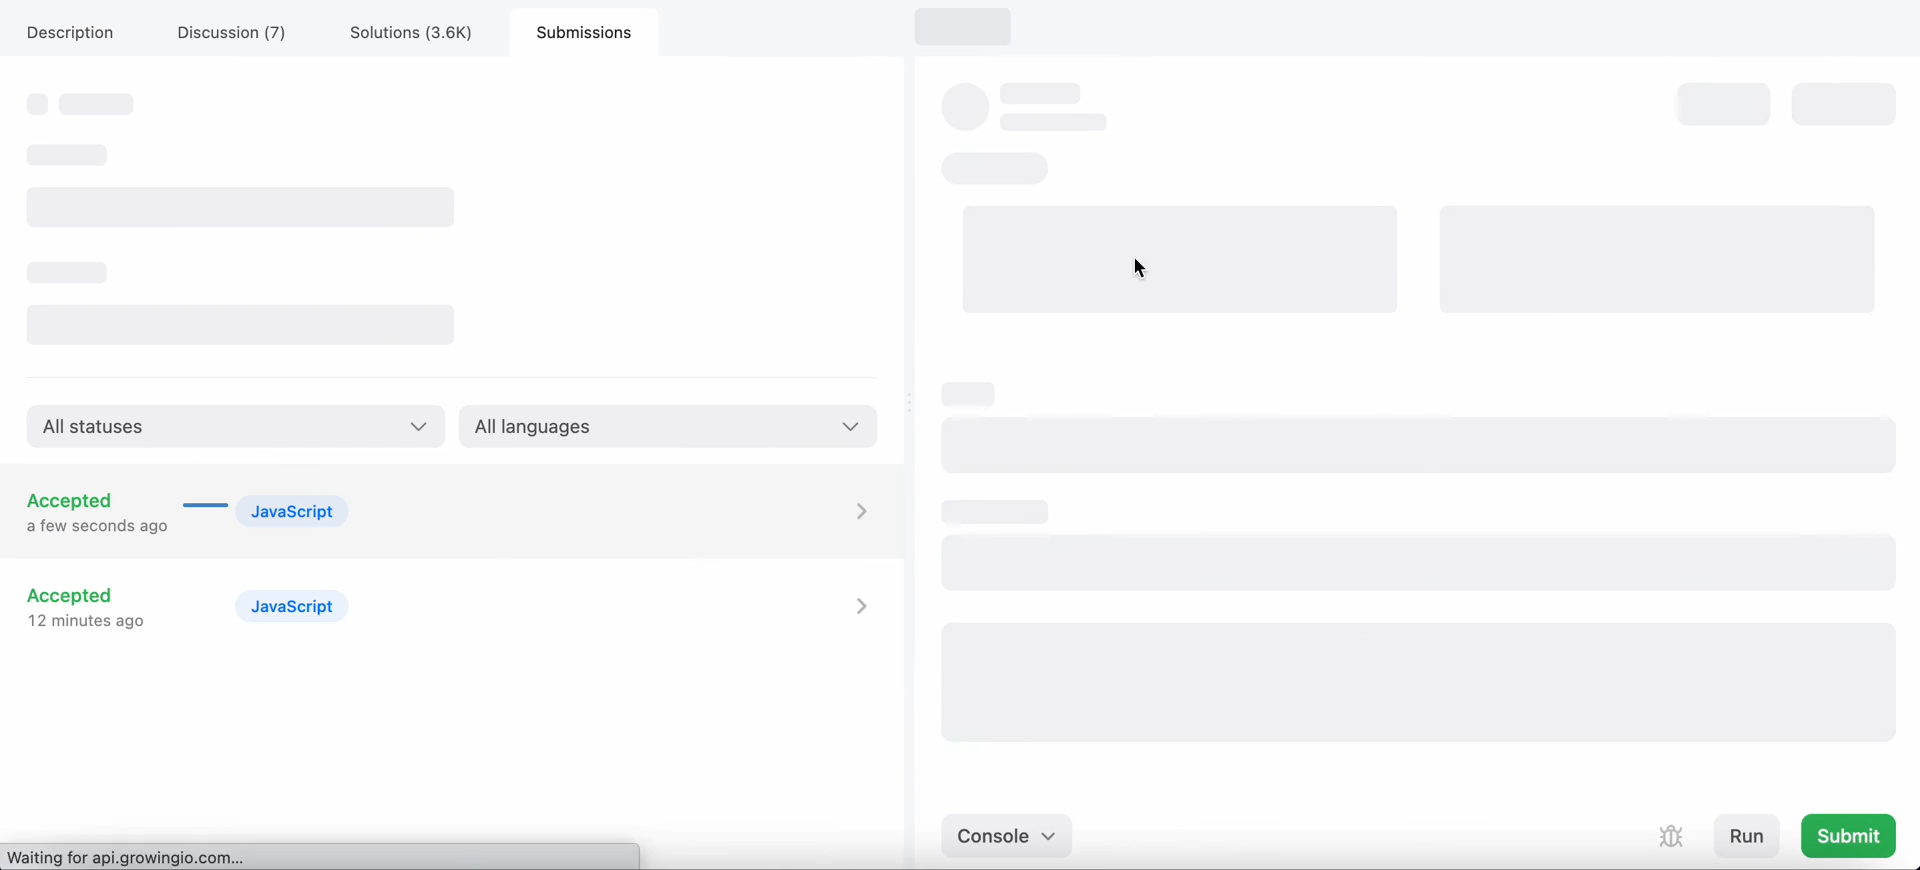 Description
Discussion (7)
Solutions (3.6K)
Submissions
All statuses
All languages
Accepted
a few seconds ago
JavaScript
Accepted
12 minutes ago
JavaScript
Console
Run
Submit
Waiting for api.growingio.com...